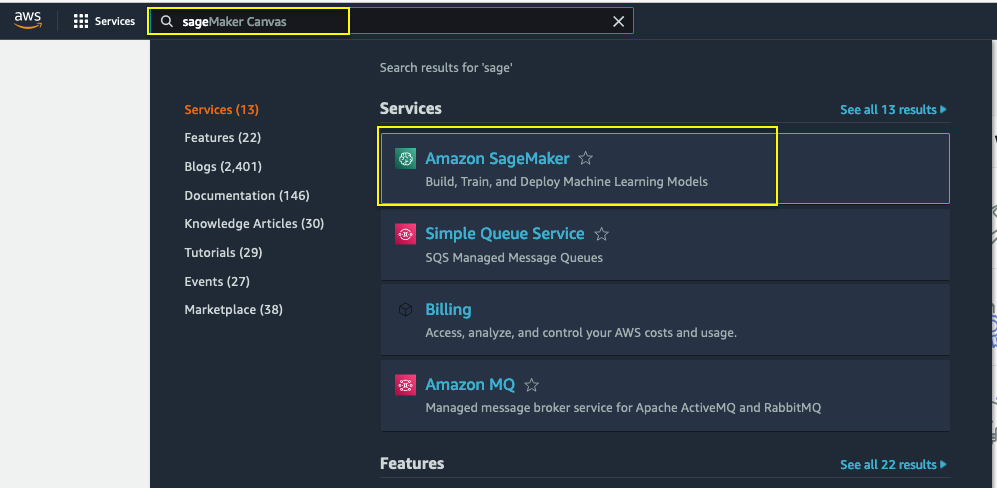 aws
Services
sageMaker Canvas
Search results for 'sage'
Services (13)
Features (22)
Blogs (2,401)
Documentation (146)
Knowledge Articles (30)
Tutorials (29)
Events (27)
Marketplace (38)
Services
See all 13 results
Amazon SageMaker
Build, Train, and Deploy Machine Learning Models
Simple Queue Service
SQS Managed Message Queues
Billing
Access, analyze, and control your AWS costs and usage.
Amazon MQ
Managed message broker service for Apache ActiveMQ and RabbitMQ
Features
See all 22 results